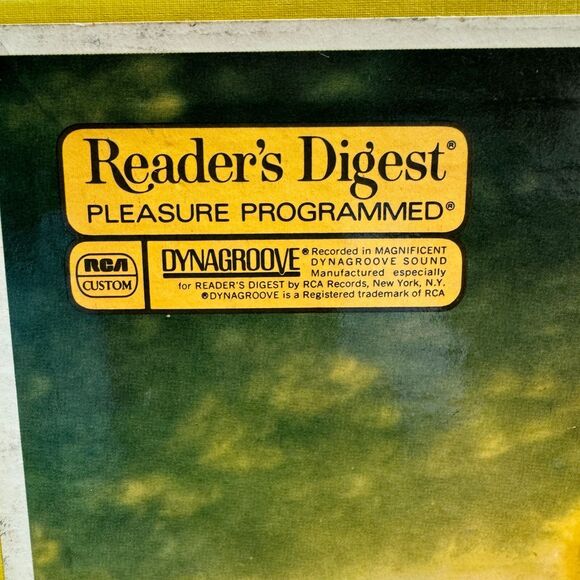 Reader's Digest®
PLEASURE PROGRAMMED®
RCA
CUSTOM
DYNAGROOVE® Recorded in MAGNIFICENT
DYNAGROOVE SOUND
Manufactured especially
for READER'S DIGEST by RCA Records, New York, N.Y.
®DYNAGROOVE is a Registered trademark of RCA